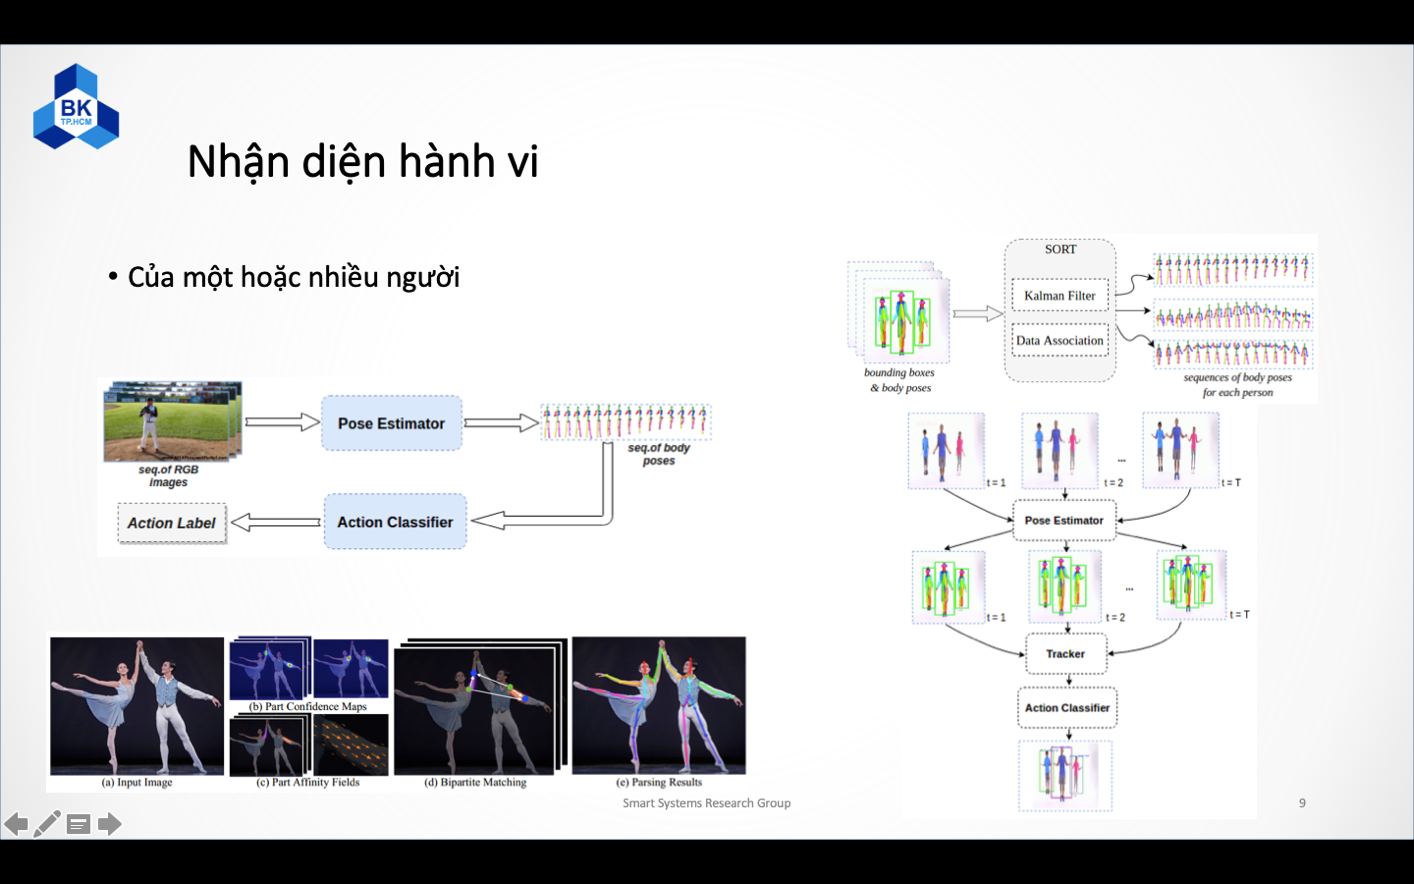 BK
TP.HCM
Nhận diện hành vi
• Của một hoặc nhiều người
seq.of RGB
images
Pose Estimator
seq.of body
poses
Action Classifier
Action Label
(a) Input Image
(b) Part Confidence Maps
(c) Part Affinity Fields
(d) Bipartite Matching
(e) Parsing Results
bounding boxes
& body poses
SORT
Kalman Filter
Data Association
sequences of body poses
for each person
t = 1
t = 2
...
t = T
Pose Estimator
t = 1
t = 2
...
t = T
Tracker
Action Classifier
Smart Systems Research Group
9